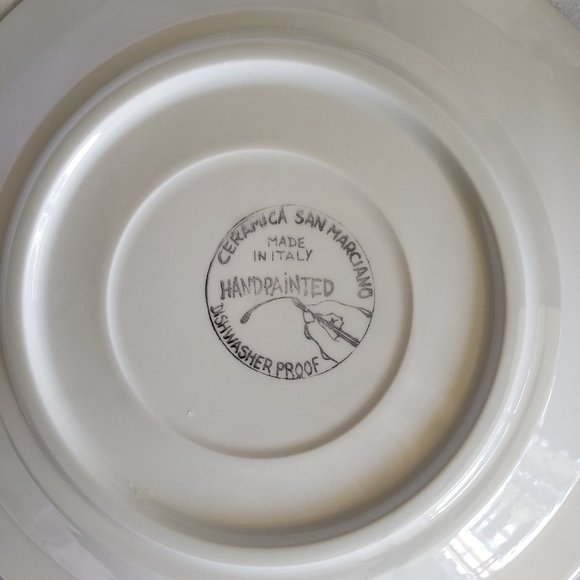 CERAMICA SAN MARCIANO
MADE
IN ITALY
HANDPAiNTED
DISHWASHER PROOF